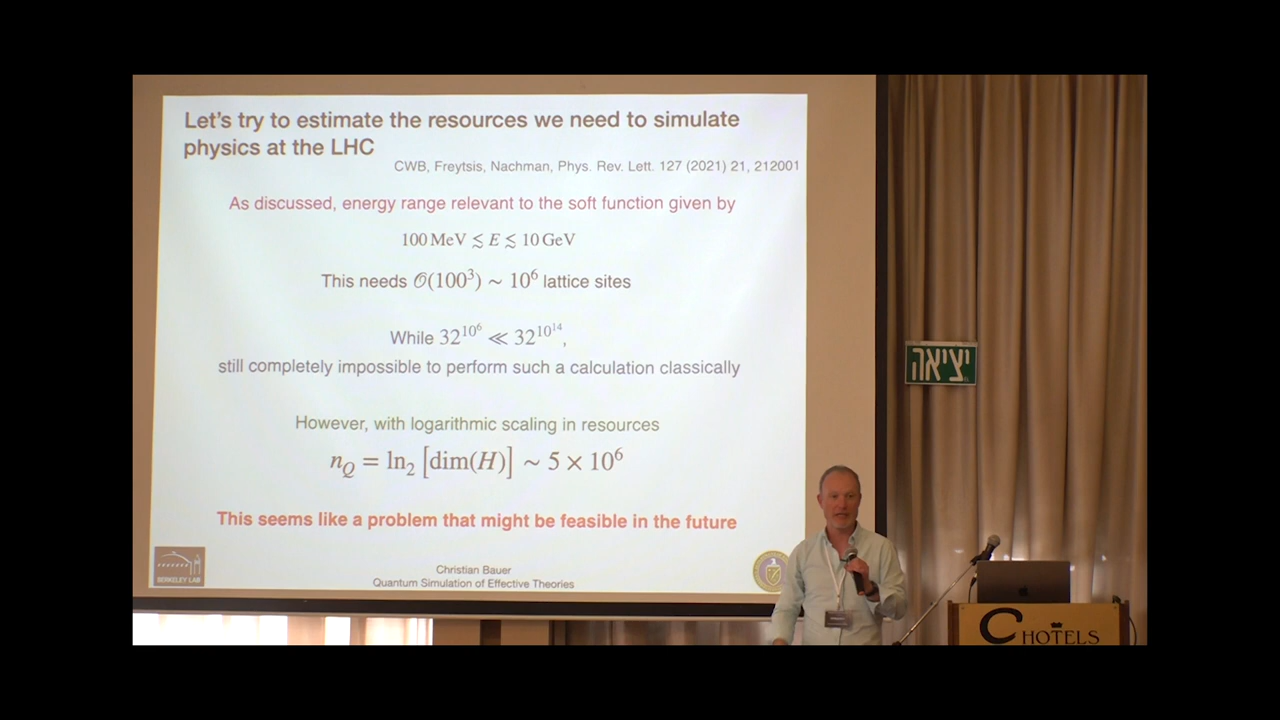 Let's try to estimate the resources we need to simulate
physics at the LHC
CWB, Freytsis, Nachman, Phys. Rev. Lett. 127 (2021) 21, 212001
As discussed, energy range relevant to the soft function given by
100 MeV ≲ E ≲ 10 GeV
This needs 𝒪(100³) ~ 10⁶ lattice sites
While 32^{10⁶} ≪ 32^{10¹⁴},
still completely impossible to perform such a calculation classically
However, with logarithmic scaling in resources
n_Q = ln₂ [dim(H)] ~ 5 × 10⁶
This seems like a problem that might be feasible in the future
BERKELEY LAB
Christian Bauer
Quantum Simulation of Effective Theories
יציאה
C HOTELS